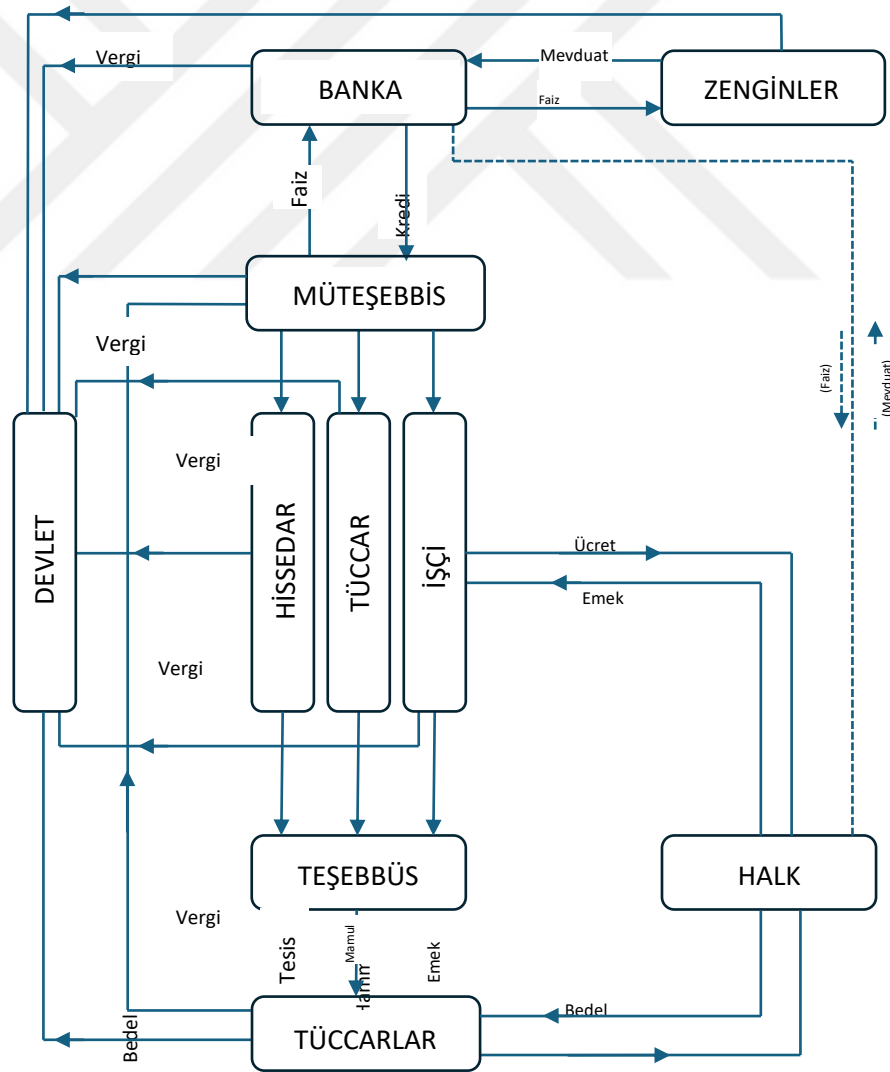 Vergi
Mevduat
BANKA
ZENGİNLER
Faiz
Faiz
Kredi
MÜTEŞEBBİS
Vergi
(Faiz)
(Mevduat)
Vergi
DEVLET
HİSSEDAR
TÜCCAR
İŞÇİ
Ücret
Emek
Vergi
TEŞEBBÜS
HALK
Vergi
Tesis
Mamul
Emek
Bedel
Bedel
TÜCCARLAR